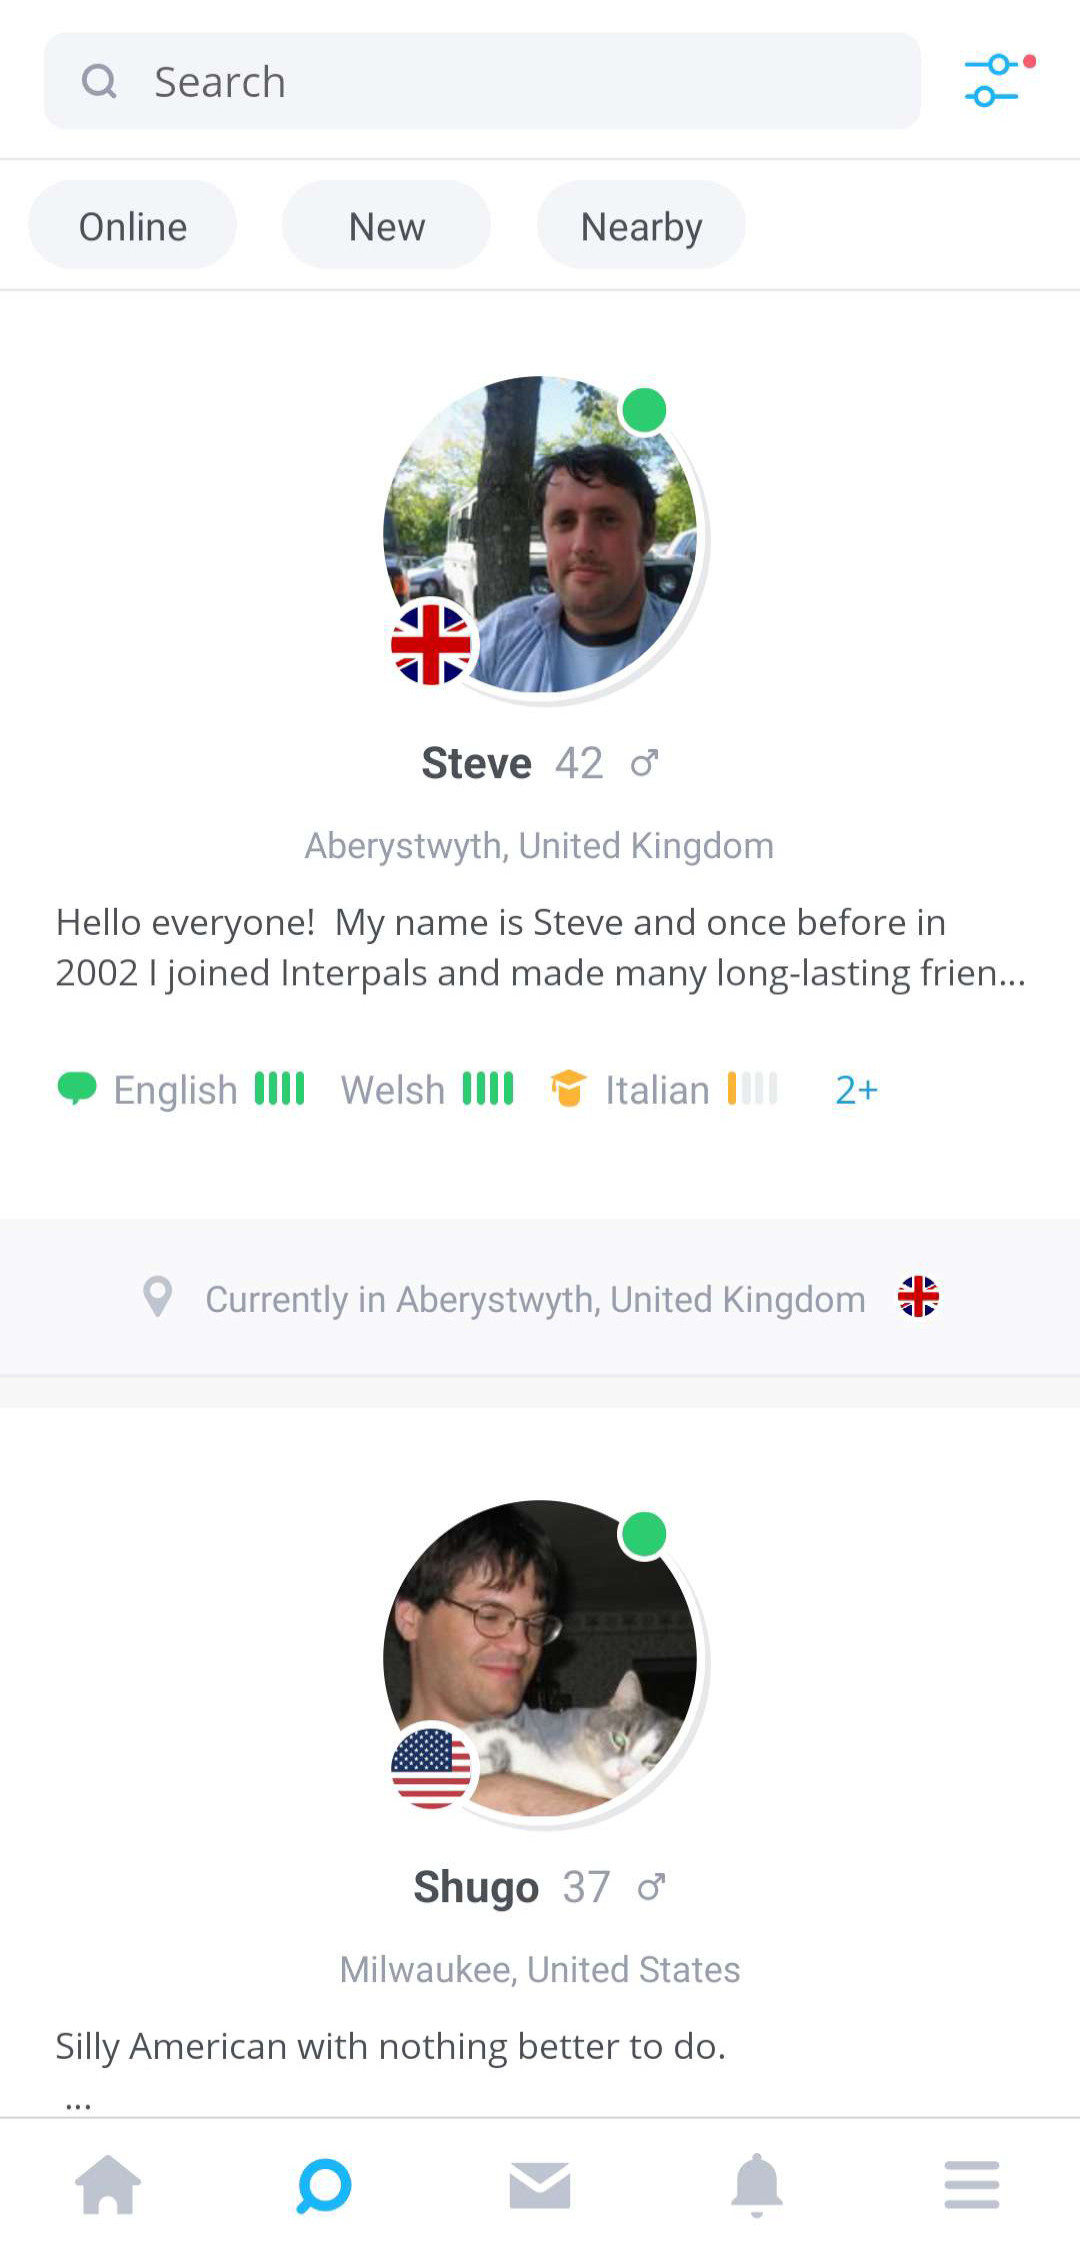 Search
Online New Nearby
Steve 42 ♂
Aberystwyth, United Kingdom
Hello everyone!  My name is Steve and once before in
2002 I joined Interpals and made many long-lasting frien...
English Welsh Italian 2+
Currently in Aberystwyth, United Kingdom
Shugo 37 ♂
Milwaukee, United States
Silly American with nothing better to do.
...